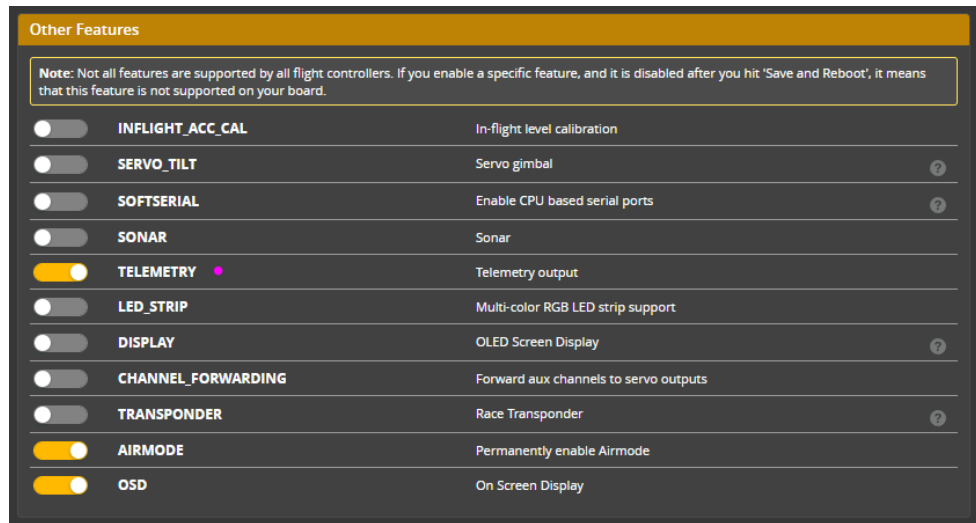 Other Features
Note: Not all features are supported by all flight controllers. If you enable a specific feature, and it is disabled after you hit 'Save and Reboot', it means
that this feature is not supported on your board.
INFLIGHT_ACC_CAL In-flight level calibration
SERVO_TILT Servo gimbal ?
SOFTSERIAL Enable CPU based serial ports ?
SONAR Sonar
TELEMETRY Telemetry output
LED_STRIP Multi-color RGB LED strip support
DISPLAY OLED Screen Display ?
CHANNEL_FORWARDING Forward aux channels to servo outputs
TRANSPONDER Race Transponder ?
AIRMODE Permanently enable Airmode
OSD On Screen Display